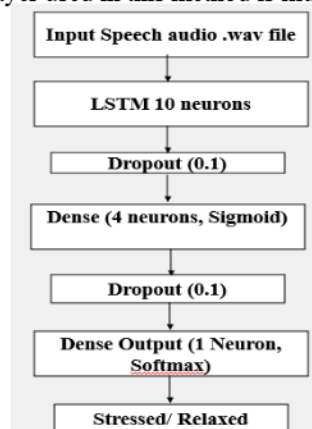 Input Speech audio .wav file
LSTM 10 neurons
Dropout (0.1)
Dense (4 neurons, Sigmoid)
Dropout (0.1)
Dense Output (1 Neuron,
Softmax)
Stressed/ Relaxed